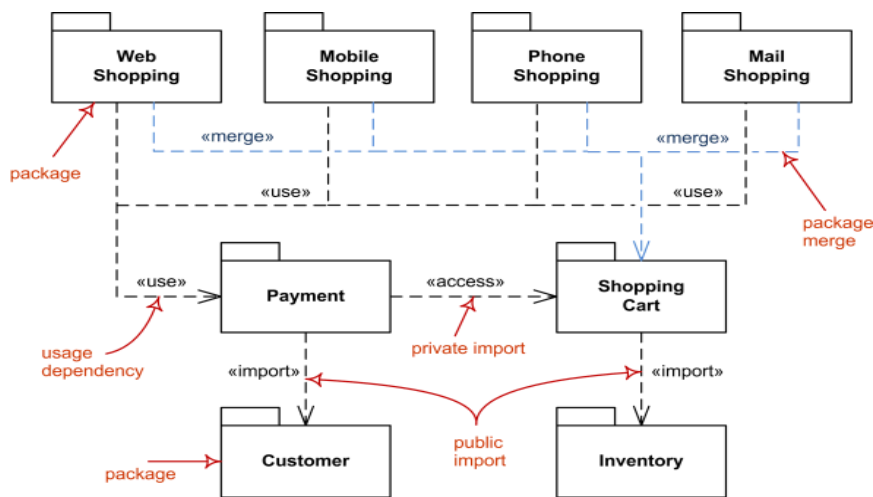 Web
Shopping
Mobile
Shopping
Phone
Shopping
Mail
Shopping
«merge»
«merge»
package
«use»
«use»
package
merge
«use»
Payment
«access»
Shopping
Cart
usage
dependency
private import
«import»
«import»
public
import
package
Customer
Inventory